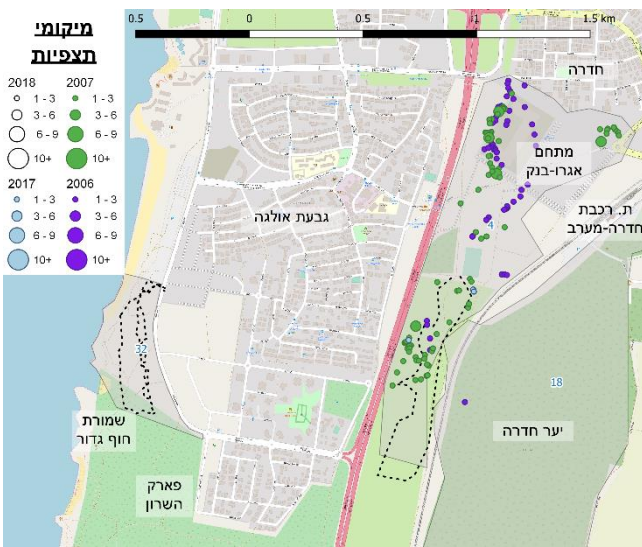 מיקומי
תצפיות
2018 2007
1 - 3 1 - 3
3 - 6 3 - 6
6 - 9 6 - 9
10+ 10+
2017 2006
1 - 3 1 - 3
3 - 6 3 - 6
6 - 9 6 - 9
10+ 10+
0.5 0 0.5 1 1.5 km
חדרה
מתחם
אגרו-בנק
ת. רכבת
חדרה-מערב
גבעת אולגה
4
32
18
שמורת
חוף גדור
יער חדרה
פארק
השרון